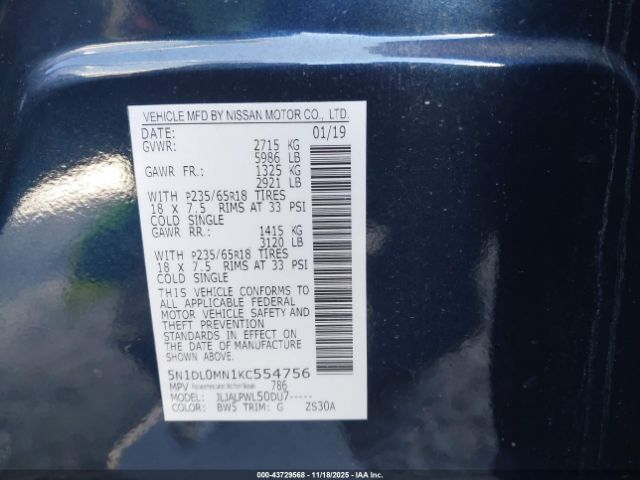 VEHICLE MFD BY NISSAN MOTOR CO., LTD.
DATE: 01/19
GVWR: 2715 KG
5986 LB
GAWR FR.: 1325 KG
2921 LB
WITH P235/65R18 TIRES
18 X 7.5 RIMS AT 33 PSI
COLD SINGLE
GAWR RR.: 1415 KG
3120 LB
WITH P235/65R18 TIRES
18 X 7.5 RIMS AT 33 PSI
COLD SINGLE
THIS VEHICLE CONFORMS TO
ALL APPLICABLE FEDERAL
MOTOR VEHICLE SAFETY AND
THEFT PREVENTION
STANDARDS IN EFFECT ON
THE DATE OF MANUFACTURE
SHOWN ABOVE.
5N1DL0MN1KC554756
MPV 786
MODEL: JLJALPWL50DU7-----
COLOR: BW5 TRIM: G ZS30A
© 43729568 - 11/18/2025 - IAA Holdings, LLC